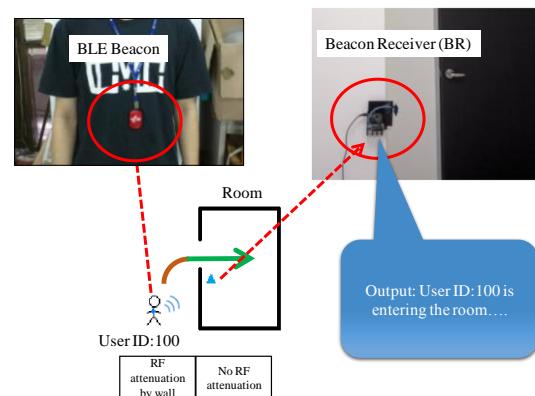 BLE Beacon
Beacon Receiver (BR)
Room
Output: User ID:100 is
entering the room….
User ID:100
RF
attenuation
by wall
No RF
attenuation